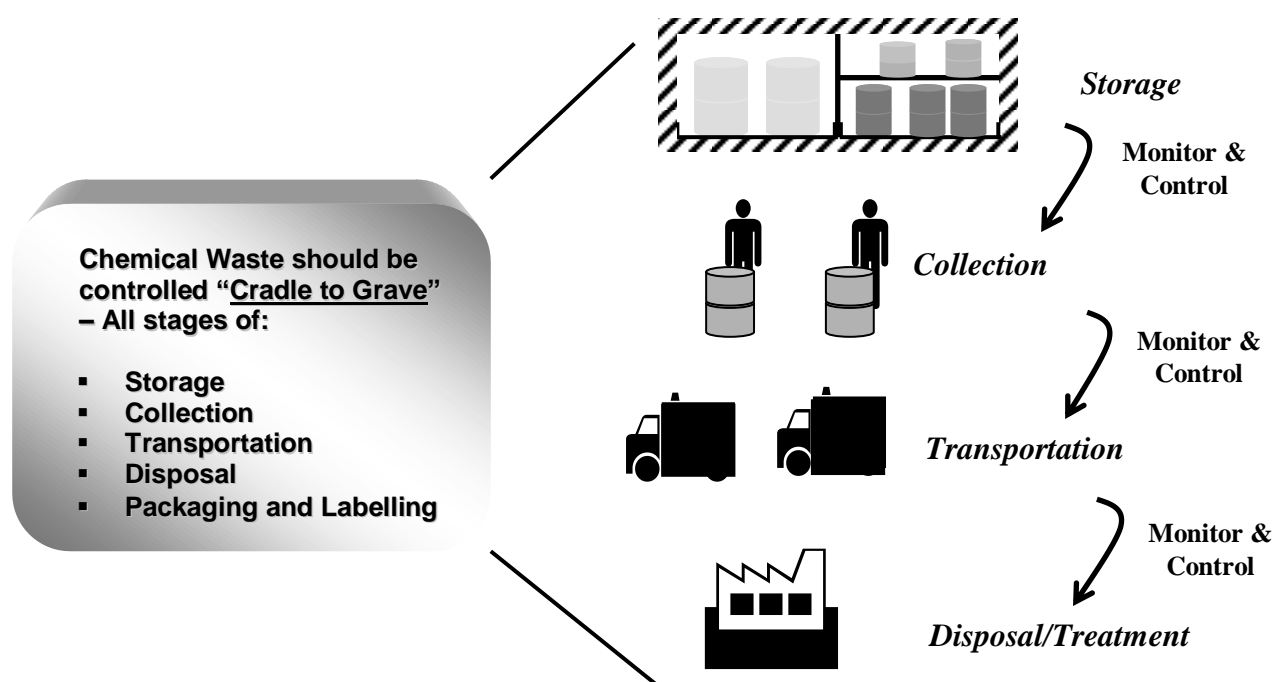 Chemical Waste should be
controlled “Cradle to Grave”
– All stages of:
▪ Storage
▪ Collection
▪ Transportation
▪ Disposal
▪ Packaging and Labelling
Storage
Monitor &
Control
Collection
Monitor &
Control
Transportation
Monitor &
Control
Disposal/Treatment